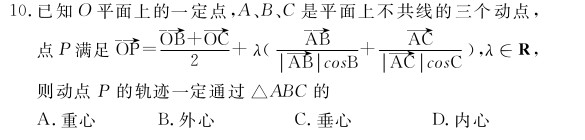 10. 已知 O 平面上的一定点,A、B、C 是平面上不共线的三个动点,
点 P 满足 $\overrightarrow{OP}=\frac{\overrightarrow{OB}+\overrightarrow{OC}}{2}+\lambda(\frac{\overrightarrow{AB}}{|\overrightarrow{AB}|cosB}+\frac{\overrightarrow{AC}}{|\overrightarrow{AC}|cosC}),\lambda\in\mathbf{R}$,
则动点 P 的轨迹一定通过 △ABC 的
A. 重心 B. 外心 C. 垂心 D. 内心